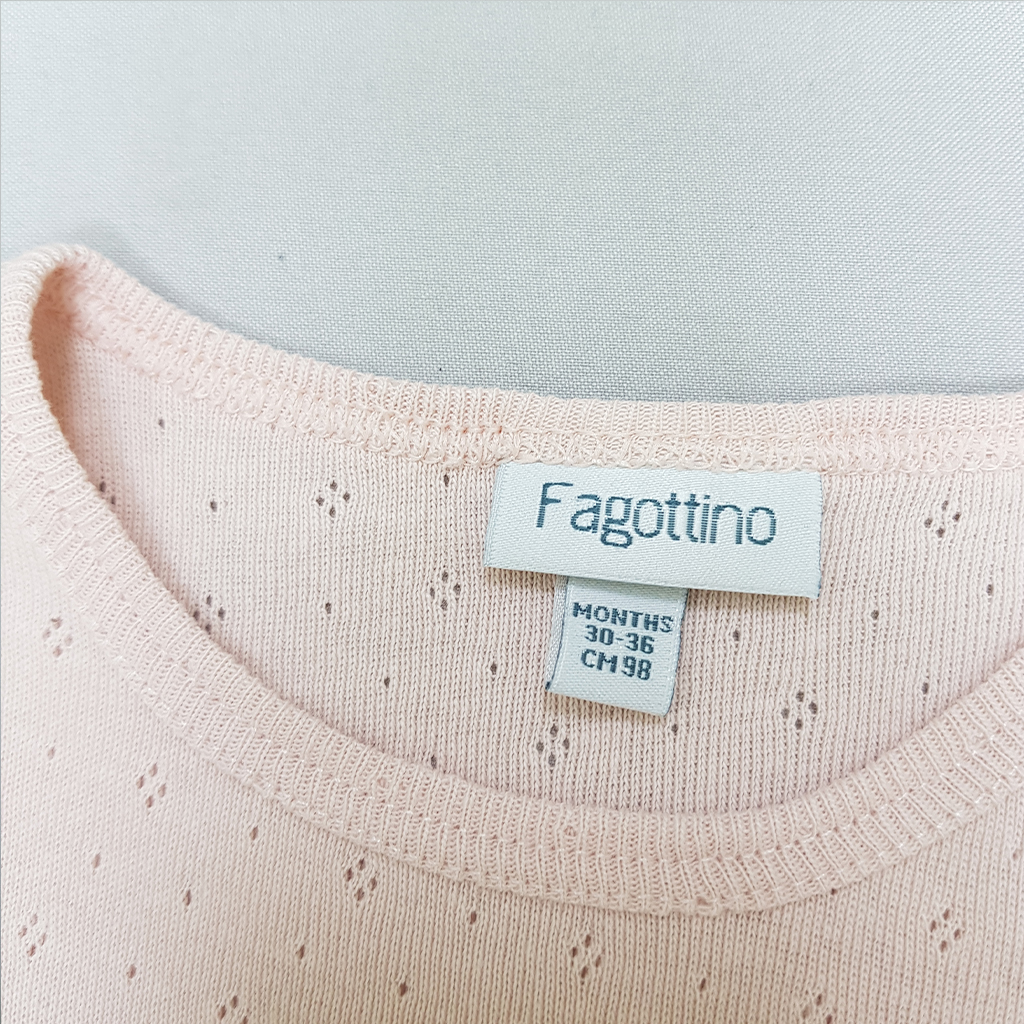 Fagottino
MONTHS
30-36
CM 98